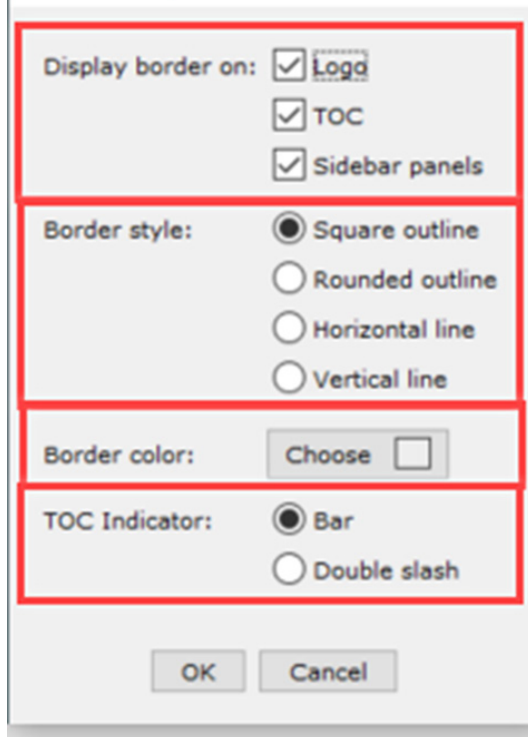 Display border on: Logo
TOC
Sidebar panels
Border style: Square outline
Rounded outline
Horizontal line
Vertical line
Border color: Choose
TOC Indicator: Bar
Double slash
OK Cancel